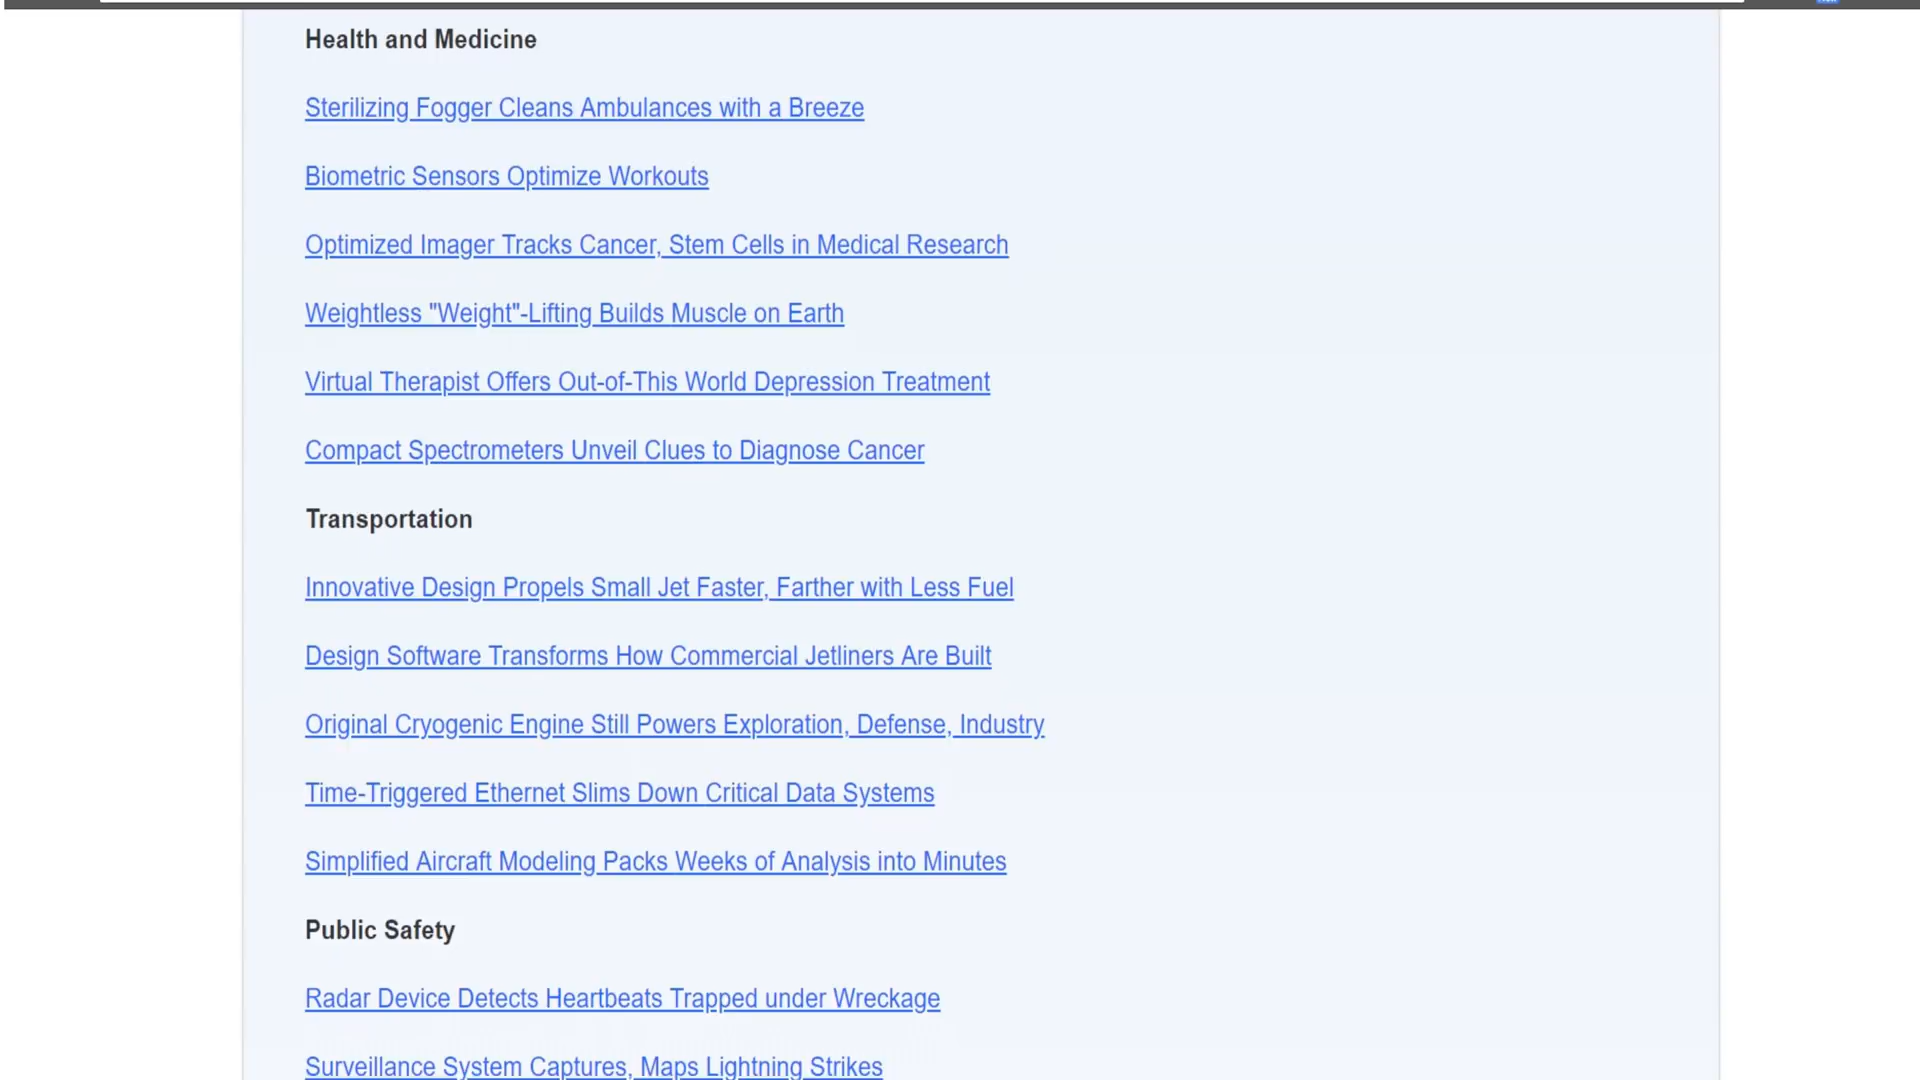 Health and Medicine
Sterilizing Fogger Cleans Ambulances with a Breeze
Biometric Sensors Optimize Workouts
Optimized Imager Tracks Cancer, Stem Cells in Medical Research
Weightless "Weight"-Lifting Builds Muscle on Earth
Virtual Therapist Offers Out-of-This World Depression Treatment
Compact Spectrometers Unveil Clues to Diagnose Cancer
Transportation
Innovative Design Propels Small Jet Faster, Farther with Less Fuel
Design Software Transforms How Commercial Jetliners Are Built
Original Cryogenic Engine Still Powers Exploration, Defense, Industry
Time-Triggered Ethernet Slims Down Critical Data Systems
Simplified Aircraft Modeling Packs Weeks of Analysis into Minutes
Public Safety
Radar Device Detects Heartbeats Trapped under Wreckage
Surveillance System Captures, Maps Lightning Strikes